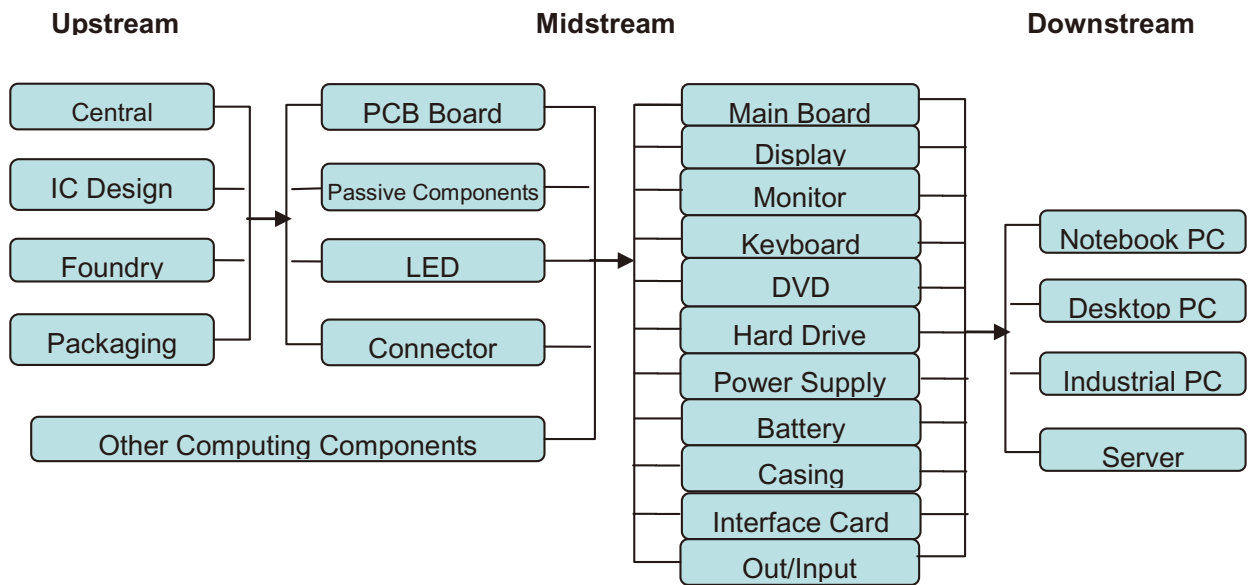 Upstream
Midstream
Downstream
Central
IC Design
Foundry
Packaging
PCB Board
Passive Components
LED
Connector
Other Computing Components
Main Board
Display
Monitor
Keyboard
DVD
Hard Drive
Power Supply
Battery
Casing
Interface Card
Out/Input
Notebook PC
Desktop PC
Industrial PC
Server